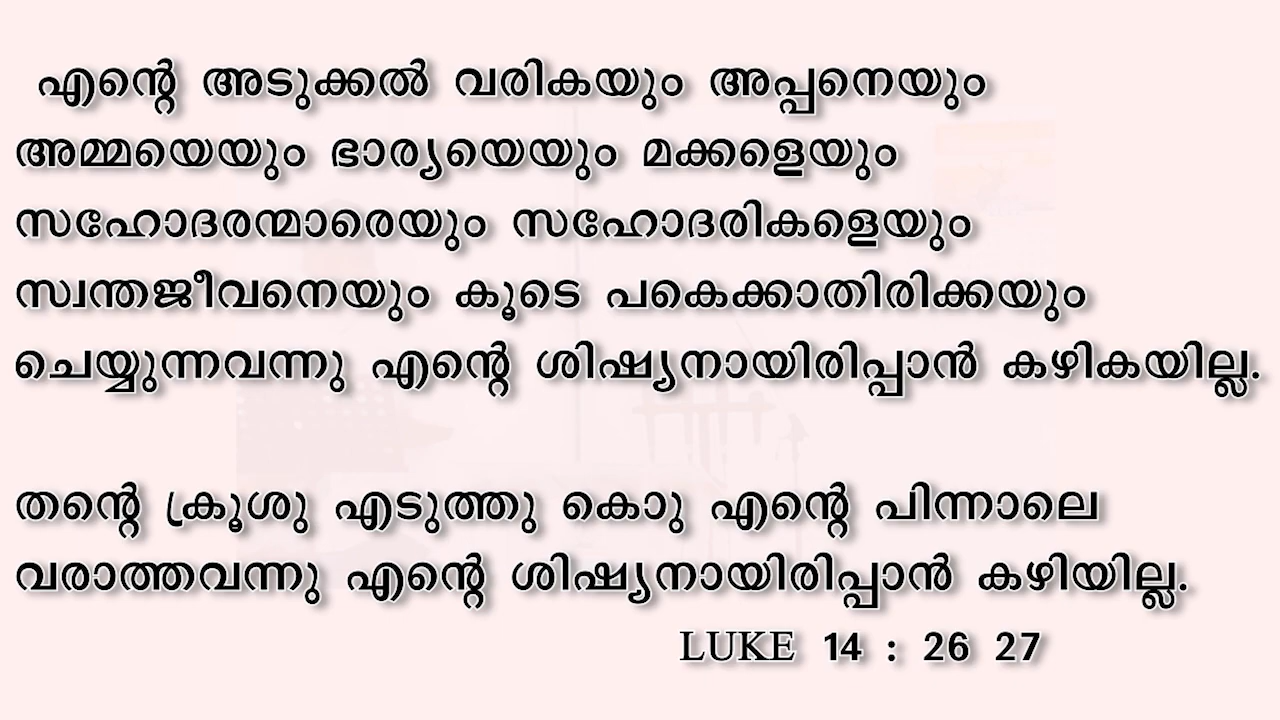 എന്റെ അടുക്കൽ വരികയും അപ്പനെയും
അമ്മയെയും ഭാര്യയെയും മക്കളെയും
സഹോദരന്മാരെയും സഹോദരികളെയും
സ്വന്തജീവനെയും കൂടെ പകെക്കാതിരിക്കയും
ചെയ്യുന്നവന്നു എന്റെ ശിഷ്യനായിരിപ്പാൻ കഴികയില്ല.
തന്റെ ക്രൂശു എടുത്തു കൊു എന്റെ പിന്നാലെ
വരാത്തവന്നു എന്റെ ശിഷ്യനായിരിപ്പാൻ കഴിയില്ല.
LUKE 14 : 26 27